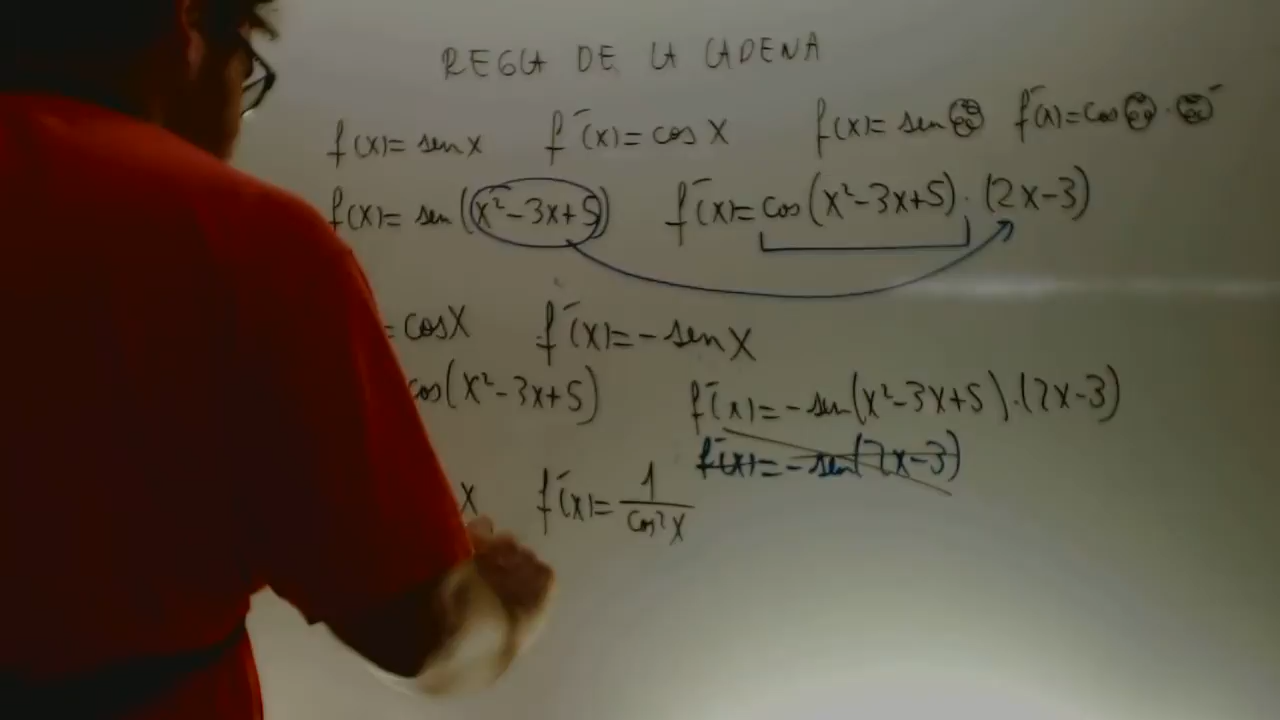 REGLA DE LA CADENA
f(x)= sen x f´(x)= cos x f(x)= sen f´(x)= cos · ´
f(x)= sen (x²-3x+5) f´(x)= cos (x²-3x+5) · (2x-3)
= cos x f´(x)= - sen x
cos(x²-3x+5) f´(x)= - sen(x²-3x+5) · (2x-3)
f´(x)= - sen(2x-3)
x f´(x)= 1/cos²x